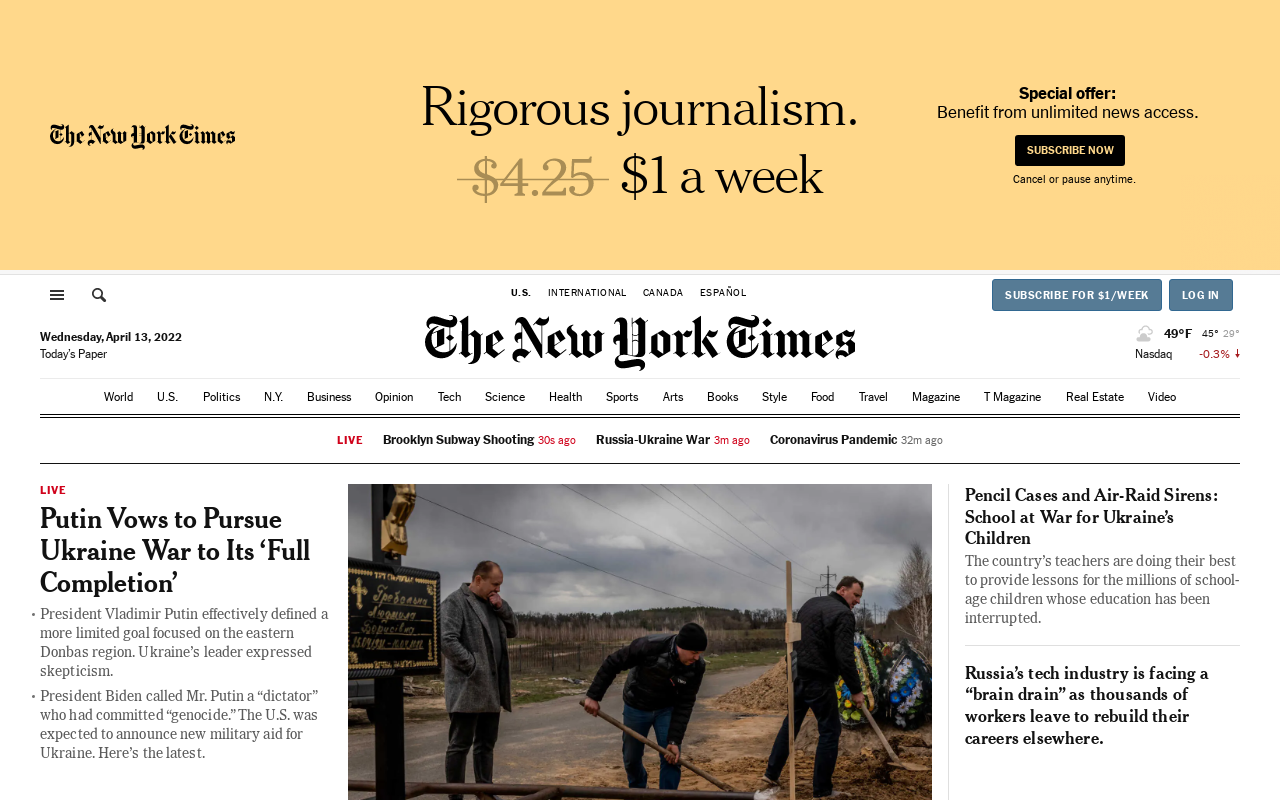 The New York Times
Rigorous journalism.
$4.25 $1 a week
Special offer:
Benefit from unlimited news access.
SUBSCRIBE NOW
Cancel or pause anytime.
U.S. INTERNATIONAL CANADA ESPAÑOL
SUBSCRIBE FOR $1/WEEK LOG IN
Wednesday, April 13, 2022
Today's Paper
The New York Times
49°F 45° 29°
Nasdaq -0.3% ↓
World U.S. Politics N.Y. Business Opinion Tech Science Health Sports Arts Books Style Food Travel Magazine T Magazine Real Estate Video
LIVE Brooklyn Subway Shooting 30s ago Russia-Ukraine War 3m ago Coronavirus Pandemic 32m ago
LIVE
Putin Vows to Pursue
Ukraine War to Its ‘Full
Completion’
• President Vladimir Putin effectively defined a
more limited goal focused on the eastern
Donbas region. Ukraine’s leader expressed
skepticism.
• President Biden called Mr. Putin a “dictator”
who had committed “genocide.” The U.S. was
expected to announce new military aid for
Ukraine. Here’s the latest.
Pencil Cases and Air-Raid Sirens:
School at War for Ukraine’s
Children
The country’s teachers are doing their best
to provide lessons for the millions of school-
age children whose education has been
interrupted.
Russia’s tech industry is facing a
“brain drain” as thousands of
workers leave to rebuild their
careers elsewhere.